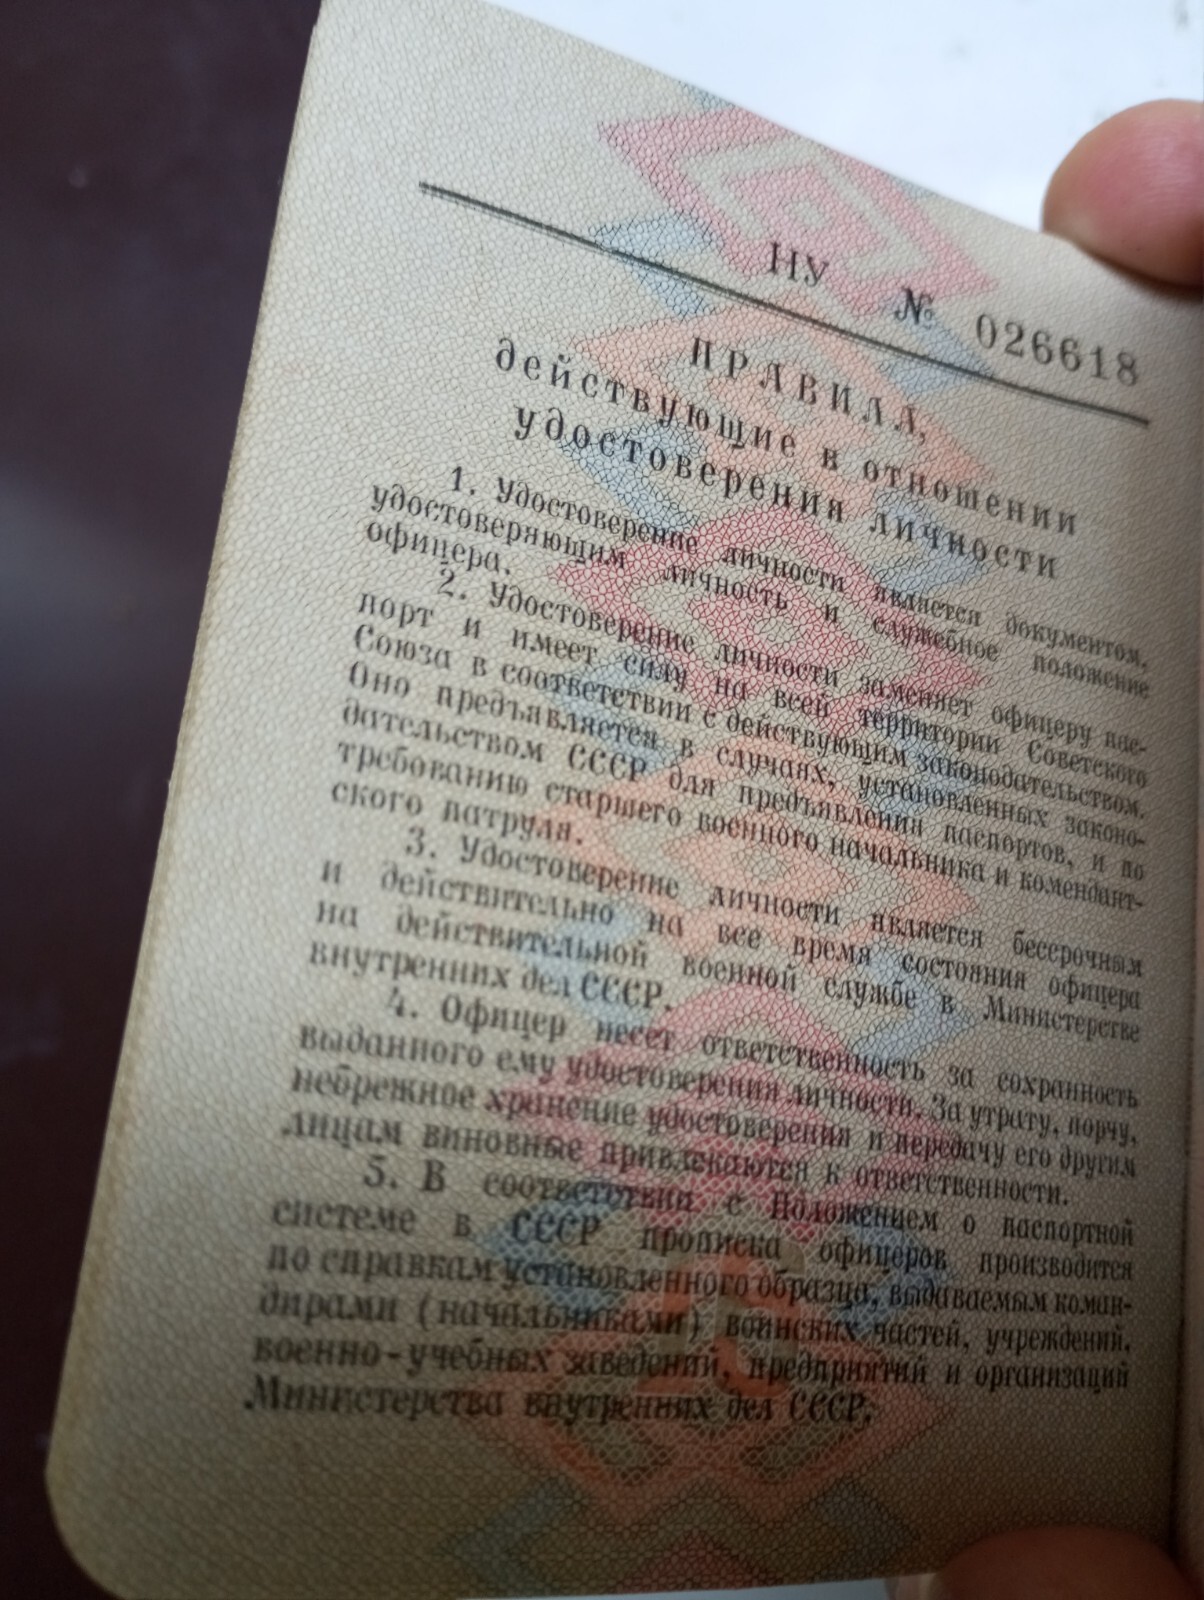 НУ № 026618
ПРАВИЛА,
действующие в отношении
удостоверения личности
1. Удостоверение личности является документом,
удостоверяющим личность и служебное положение
офицера.
2. Удостоверение личности заменяет офицеру пас-
порт и имеет силу на всей территории Советского
Союза в соответствии с действующим законодательством.
Оно предъявляется в случаях, установленных законо-
дательством СССР для предъявления паспортов, и по
требованию старшего военного начальника и комендант-
ского патруля.
3. Удостоверение личности является бессрочным
и действительно на все время состояния офицера
на действительной военной службе в Министерстве
внутренних дел СССР.
4. Офицер несет ответственность за сохранность
выданного ему удостоверения личности. За утрату, порчу,
небрежное хранение удостоверения и передачу его другим
лицам виновные привлекаются к ответственности.
5. В соответствии с Положением о паспортной
системе в СССР прописка офицеров производится
по справкам установленного образца, выдаваемым коман-
дирами (начальниками) воинских частей, учреждений,
военно-учебных заведений, предприятий и организаций
Министерства внутренних дел СССР.